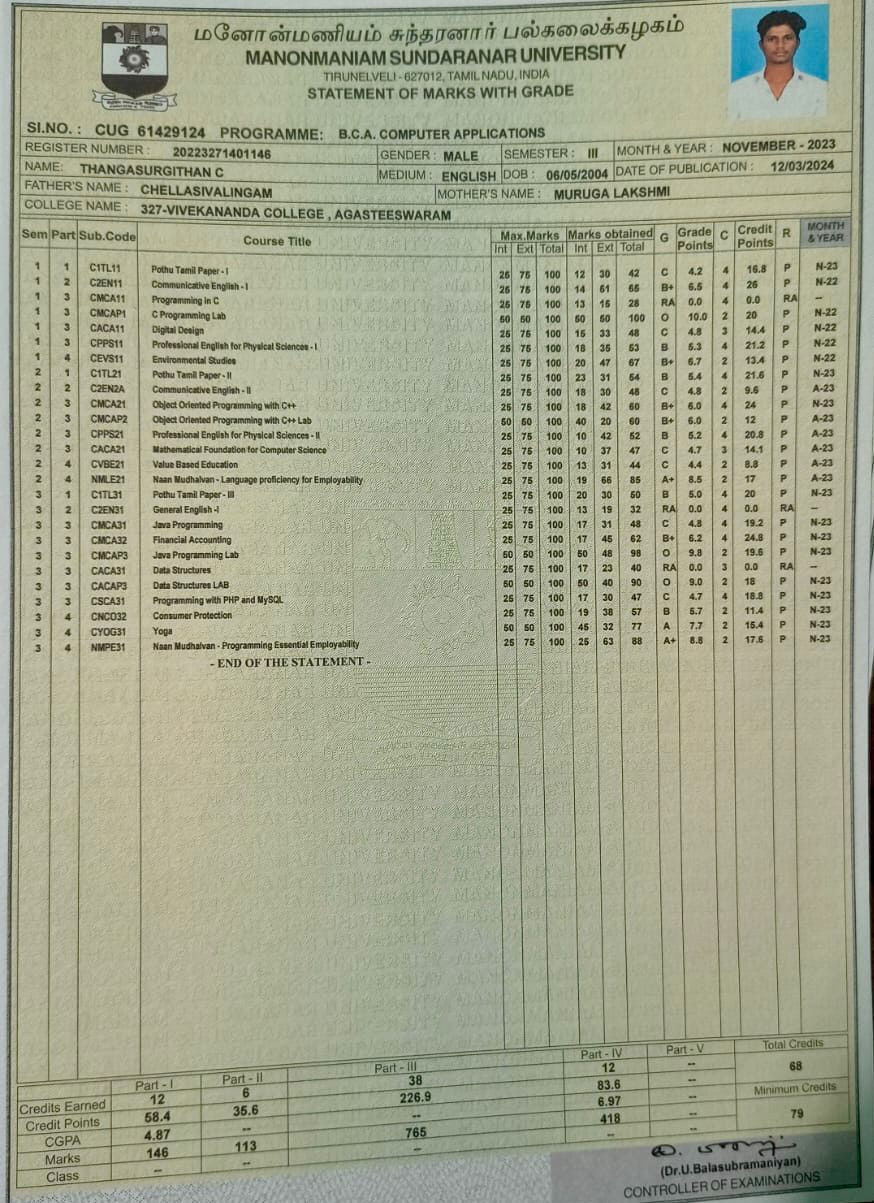 மனோன்மணியம் சுந்தரனார் பல்கலைக்கழகம்
MANONMANIAM SUNDARANAR UNIVERSITY
TIRUNELVELI - 627012, TAMIL NADU, INDIA
STATEMENT OF MARKS WITH GRADE
SI.NO. : CUG 61429124 PROGRAMME: B.C.A. COMPUTER APPLICATIONS
REGISTER NUMBER : 20223271401146 GENDER : MALE SEMESTER : III MONTH & YEAR : NOVEMBER - 2023
NAME: THANGASURGITHAN C MEDIUM : ENGLISH DOB : 06/05/2004 DATE OF PUBLICATION : 12/03/2024
FATHER'S NAME : CHELLASIVALINGAM MOTHER'S NAME : MURUGA LAKSHMI
COLLEGE NAME : 327-VIVEKANANDA COLLEGE , AGASTEESWARAM
Sem Part Sub.Code Course Title Max.Marks Marks obtained G Grade Points C Credit Points R MONTH & YEAR
Int Ext Total Int Ext Total
1 1 C1TL11 Pothu Tamil Paper - I 25 75 100 12 30 42 C 4.2 4 16.8 P N-23
1 2 C2EN11 Communicative English - I 25 75 100 14 51 65 B+ 6.5 4 26 P N-22
1 3 CMCA11 Programming in C 25 75 100 13 15 28 RA 0.0 4 0.0 RA --
1 3 CMCAP1 C Programming Lab 50 50 100 50 50 100 O 10.0 2 20 P N-22
1 3 CACA11 Digital Design 25 75 100 15 33 48 C 4.8 3 14.4 P N-22
1 3 CPPS11 Professional English for Physical Sciences - I 25 75 100 18 35 53 B 5.3 4 21.2 P N-22
1 4 CEVS11 Environmental Studies 25 75 100 20 47 67 B+ 6.7 2 13.4 P N-22
2 1 C1TL21 Pothu Tamil Paper - II 25 75 100 23 31 54 B 5.4 4 21.6 P N-23
2 2 C2EN2A Communicative English - II 25 75 100 18 30 48 C 4.8 2 9.6 P A-23
2 3 CMCA21 Object Oriented Programming with C++ 25 75 100 18 42 60 B+ 6.0 4 24 P N-23
2 3 CMCAP2 Object Oriented Programming with C++ Lab 50 50 100 40 20 60 B+ 6.0 2 12 P A-23
2 3 CPPS21 Professional English for Physical Sciences - II 25 75 100 10 42 52 B 5.2 4 20.8 P A-23
2 3 CACA21 Mathematical Foundation for Computer Science 25 75 100 10 37 47 C 4.7 3 14.1 P A-23
2 4 CVBE21 Value Based Education 25 75 100 13 31 44 C 4.4 2 8.8 P A-23
2 4 NMLE21 Naan Mudhalvan - Language proficiency for Employability 25 75 100 19 66 85 A+ 8.5 2 17 P A-23
3 1 C1TL31 Pothu Tamil Paper - III 25 75 100 20 30 50 B 5.0 4 20 P N-23
3 2 C2EN31 General English -I 25 75 100 13 19 32 RA 0.0 4 0.0 RA --
3 3 CMCA31 Java Programming 25 75 100 17 31 48 C 4.8 4 19.2 P N-23
3 3 CMCA32 Financial Accounting 25 75 100 17 45 62 B+ 6.2 4 24.8 P N-23
3 3 CMCAP3 Java Programming Lab 50 50 100 50 48 98 O 9.8 2 19.6 P N-23
3 3 CACA31 Data Structures 25 75 100 17 23 40 RA 0.0 3 0.0 RA --
3 3 CACAP3 Data Structures LAB 50 50 100 50 40 90 O 9.0 2 18 P N-23
3 3 CSCA31 Programming with PHP and MySQL 25 75 100 17 30 47 C 4.7 4 18.8 P N-23
3 4 CNCO32 Consumer Protection 25 75 100 19 38 57 B 5.7 2 11.4 P N-23
3 4 CYOG31 Yoga 50 50 100 45 32 77 A 7.7 2 15.4 P N-23
3 4 NMPE31 Naan Mudhalvan - Programming Essential Employability 25 75 100 25 63 88 A+ 8.8 2 17.6 P N-23
- END OF THE STATEMENT -
Part - I Part - II Part - III Part - IV Part - V Total Credits
Credits Earned 12 6 38 12 -- 68
Credit Points 58.4 35.6 226.9 83.6 -- Minimum Credits
CGPA 4.87 -- -- 6.97 -- 79
Marks 146 113 765 418 --
Class -- -- -- -- --
(Dr.U.Balasubramaniyan)
CONTROLLER OF EXAMINATIONS